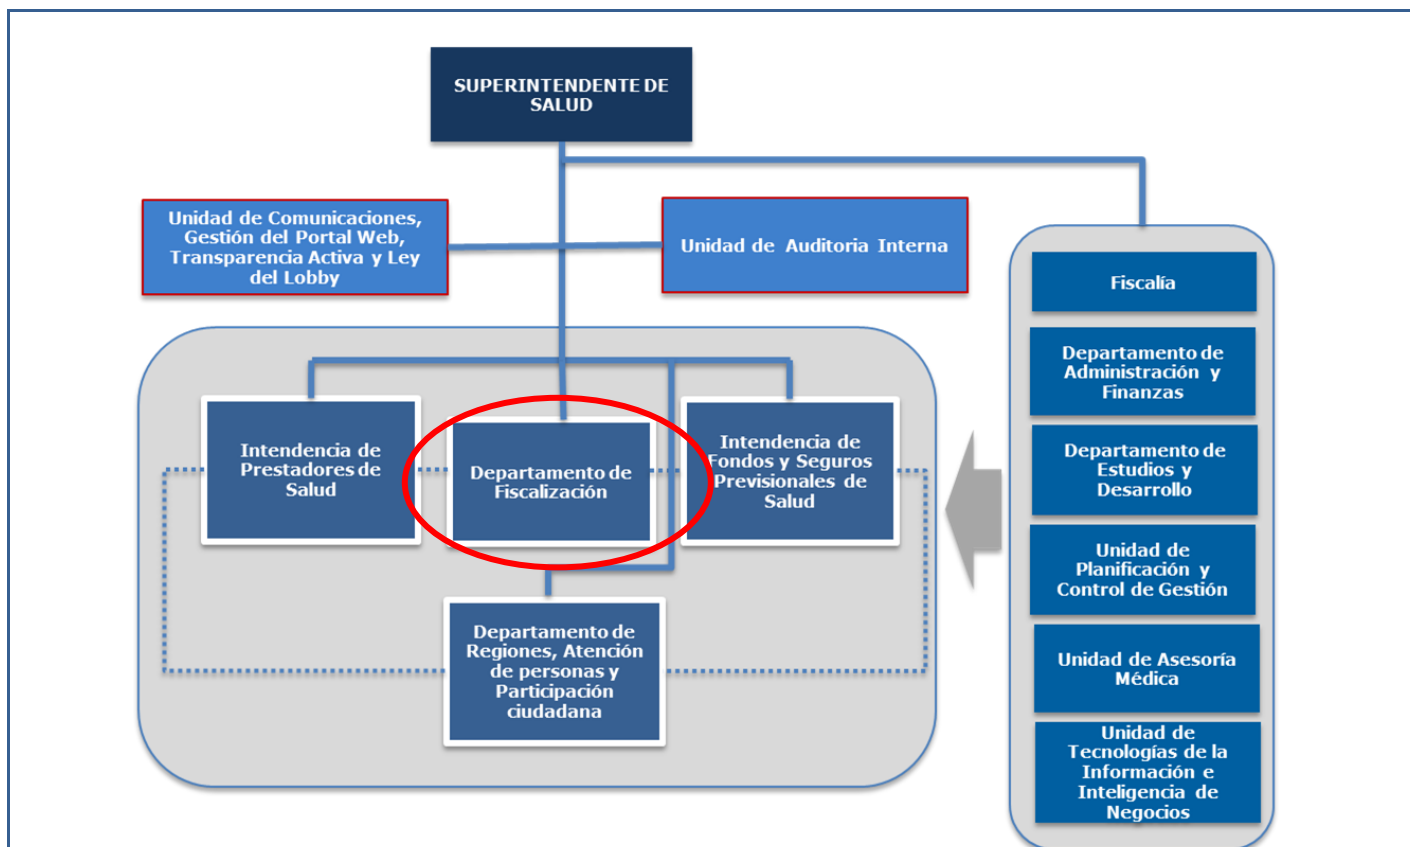 SUPERINTENDENTE DE
SALUD
Unidad de Comunicaciones,
Gestión del Portal Web,
Transparencia Activa y Ley
del Lobby
Unidad de Auditoria Interna
Intendencia de
Prestadores de
Salud
Departamento de
Fiscalización
Intendencia de
Fondos y Seguros
Previsionales de
Salud
Departamento de
Regiones, Atención
de personas y
Participación
ciudadana
Fiscalía
Departamento de
Administración y
Finanzas
Departamento de
Estudios y
Desarrollo
Unidad de
Planificación y
Control de Gestión
Unidad de Asesoría
Médica
Unidad de
Tecnologías de la
Información e
Inteligencia de
Negocios